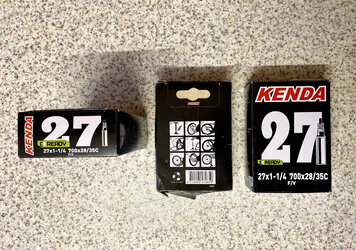 KENDA
27
READY
27x1-1/4 700x28/35C
F/V
KENDA
27
READY
27x1-1/4 700x28/35C
F/V